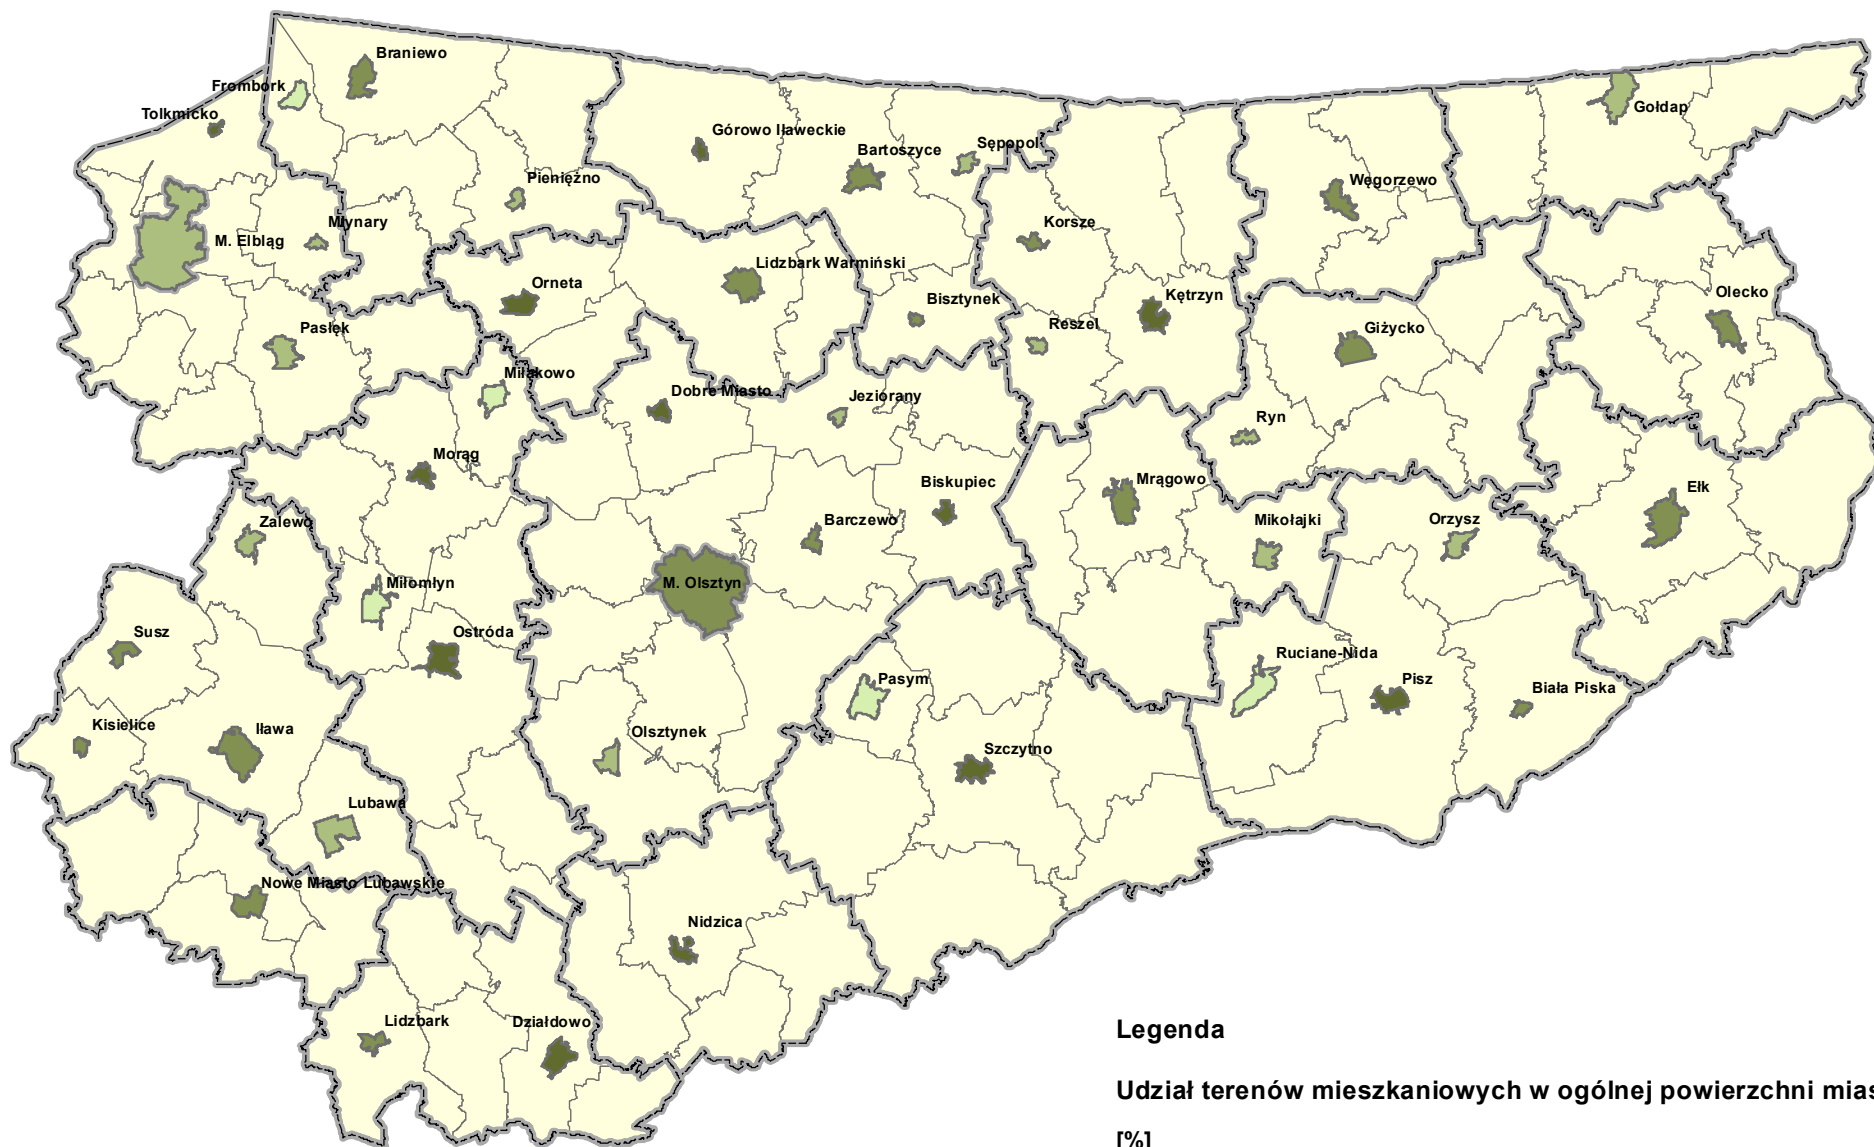 Braniewo
Frombork
Tolkmicko
Gołdap
Górowo Iławeckie
Bartoszyce
Sępopol
Pieniężno
Węgorzewo
Młynary
M. Elbląg
Korsze
Lidzbark Warmiński
Orneta
Bisztynek
Kętrzyn
Olecko
Pasłęk
Reszel
Giżycko
Miłakowo
Dobre Miasto
Jeziorany
Ryn
Morąg
Biskupiec
Mrągowo
Ełk
Zalewo
Barczewo
Mikołajki
Orzysz
Miłomłyn
M. Olsztyn
Susz
Ostróda
Ruciane-Nida
Pasym
Pisz
Biała Piska
Kisielice
Iława
Olsztynek
Szczytno
Lubawa
Nowe Miasto Lubawskie
Nidzica
Lidzbark
Działdowo
Legenda
Udział terenów mieszkaniowych w ogólnej powierzchni mias
[%]